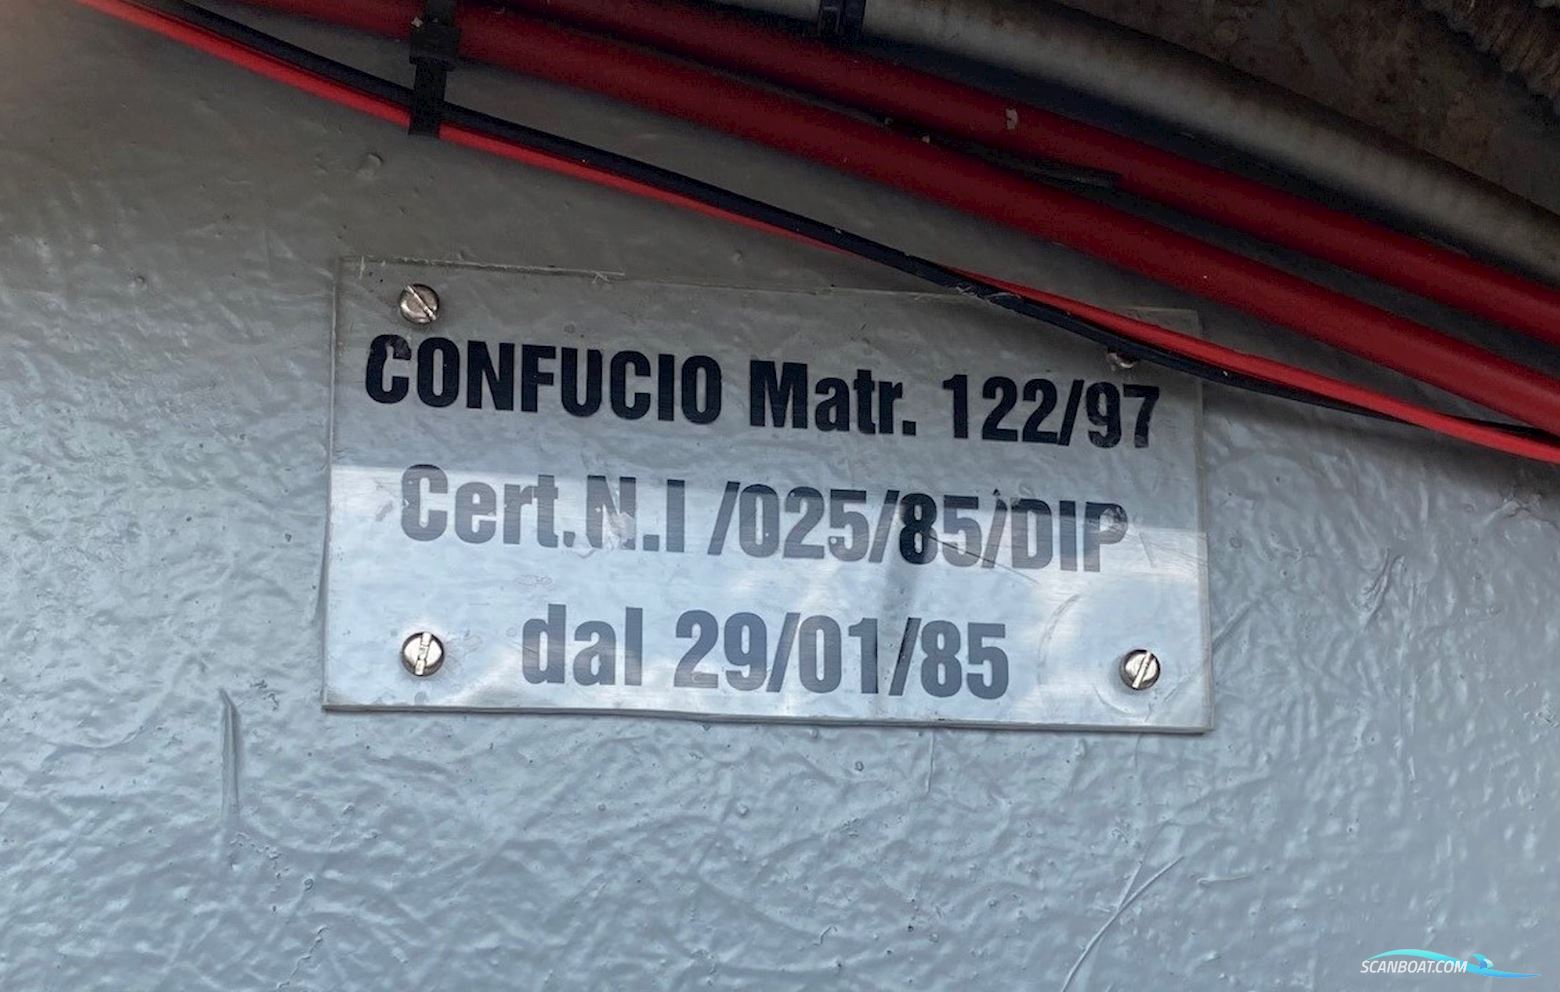 CONFUCIO Matr. 122/97
Cert.N.I /025/85/DIP
dal 29/01/85
SCANBOAT.COM